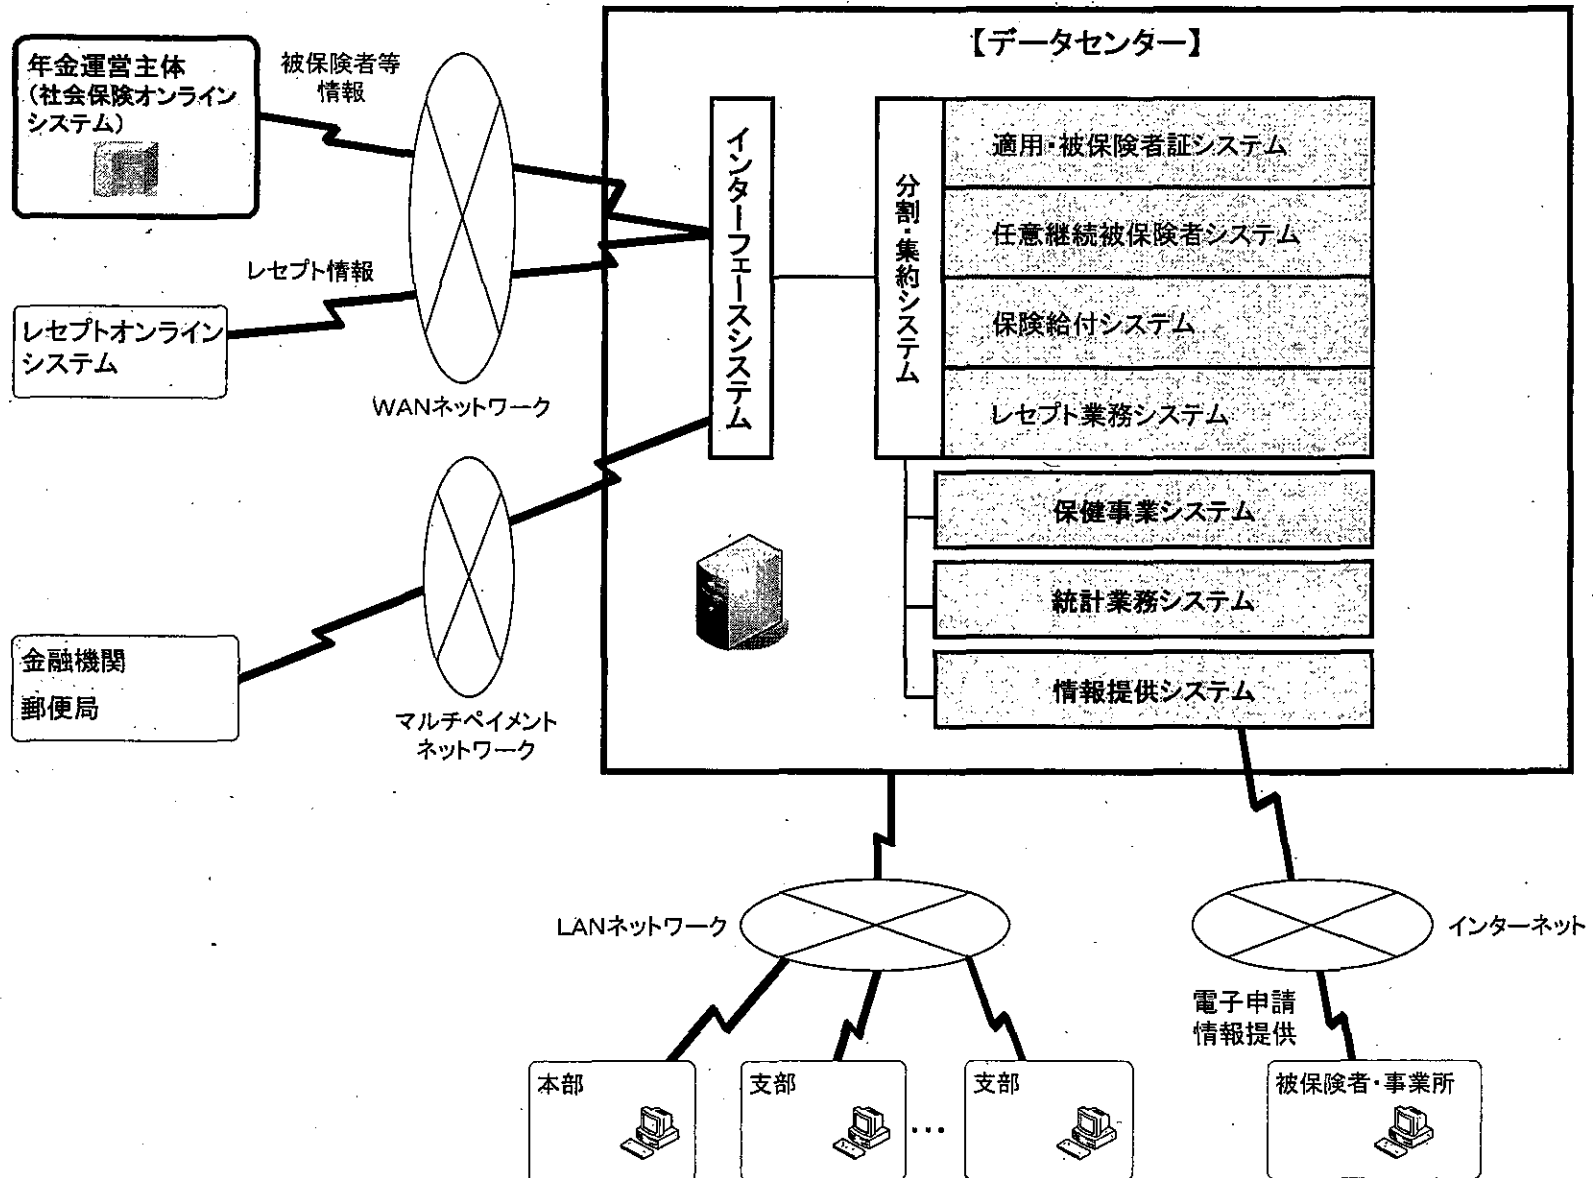 【データセンター】
年金運営主体
(社会保険オンライン
システム)
被保険者等
情報
レセプト情報
レセプトオンライン
システム
WANネットワーク
インターフェースシステム
分割・集約システム
適用・被保険者証システム
任意継続被保険者システム
保険給付システム
レセプト業務システム
保健事業システム
統計業務システム
情報提供システム
金融機関
郵便局
マルチペイメント
ネットワーク
LANネットワーク
インターネット
電子申請
情報提供
本部
支部
・・・
支部
被保険者・事業所